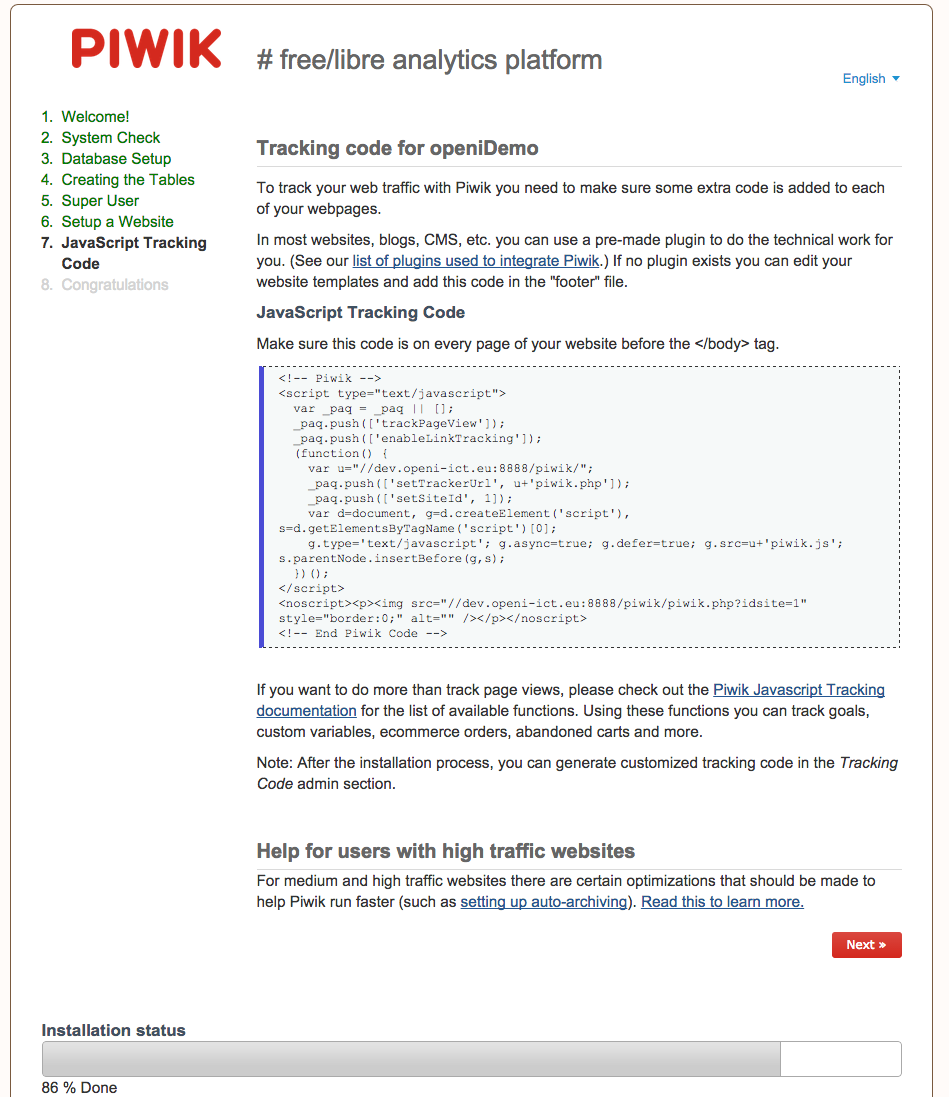 PIWIK
# free/libre analytics platform
English
1. Welcome!
2. System Check
3. Database Setup
4. Creating the Tables
5. Super User
6. Setup a Website
7. JavaScript Tracking
Code
8. Congratulations
Tracking code for openiDemo
To track your web traffic with Piwik you need to make sure some extra code is added to each
of your webpages.
In most websites, blogs, CMS, etc. you can use a pre-made plugin to do the technical work for
you. (See our list of plugins used to integrate Piwik.) If no plugin exists you can edit your
website templates and add this code in the "footer" file.
JavaScript Tracking Code
Make sure this code is on every page of your website before the </body> tag.
<!-- Piwik -->
<script type="text/javascript">
  var _paq = _paq || [];
  _paq.push(['trackPageView']);
  _paq.push(['enableLinkTracking']);
  (function() {
    var u="//dev.openi-ict.eu:8888/piwik/";
    _paq.push(['setTrackerUrl', u+'piwik.php']);
    _paq.push(['setSiteId', 1]);
    var d=document, g=d.createElement('script'),
s=d.getElementsByTagName('script')[0];
    g.type='text/javascript'; g.async=true; g.defer=true; g.src=u+'piwik.js';
s.parentNode.insertBefore(g,s);
  })();
</script>
<noscript><p><img src="//dev.openi-ict.eu:8888/piwik/piwik.php?idsite=1"
style="border:0;" alt="" /></p></noscript>
<!-- End Piwik Code -->
If you want to do more than track page views, please check out the Piwik Javascript Tracking
documentation for the list of available functions. Using these functions you can track goals,
custom variables, ecommerce orders, abandoned carts and more.
Note: After the installation process, you can generate customized tracking code in the Tracking
Code admin section.
Help for users with high traffic websites
For medium and high traffic websites there are certain optimizations that should be made to
help Piwik run faster (such as setting up auto-archiving). Read this to learn more.
Next »
Installation status
86 % Done